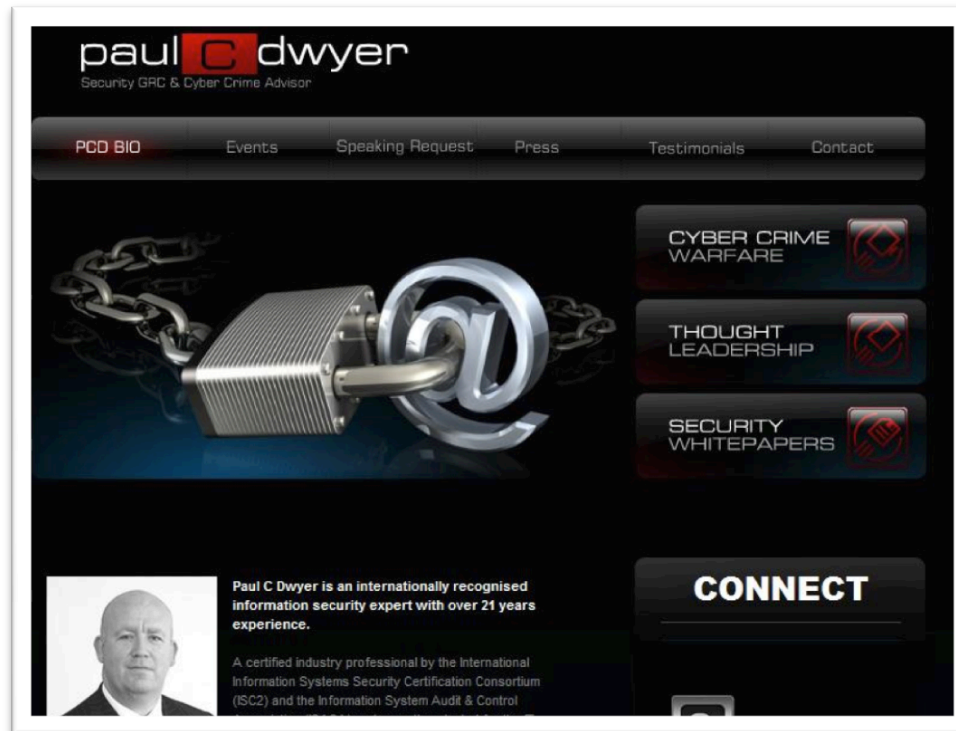 paul C dwyer
Security GRC & Cyber Crime Advisor
PCD BIO Events Speaking Request Press Testimonials Contact
CYBER CRIME
WARFARE
THOUGHT
LEADERSHIP
SECURITY
WHITEPAPERS
@
Paul C Dwyer is an internationally recognised
information security expert with over 21 years
experience.
A certified industry professional by the International
Information Systems Security Certification Consortium
(ISC2) and the Information System Audit & Control
CONNECT